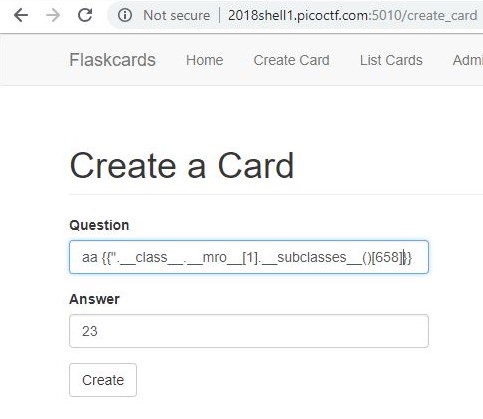 Not secure | 2018shell1.picoctf.com:5010/create_card
Flaskcards Home Create Card List Cards Admi
Create a Card
Question
aa {{''.__class__.__mro__[1].__subclasses__()[658]}}
Answer
23
Create